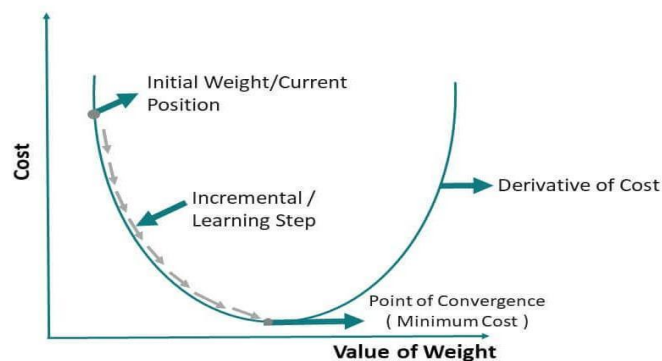 Initial Weight/Current
Position
Cost
Incremental /
Learning Step
Derivative of Cost
Point of Convergence
( Minimum Cost )
Value of Weight